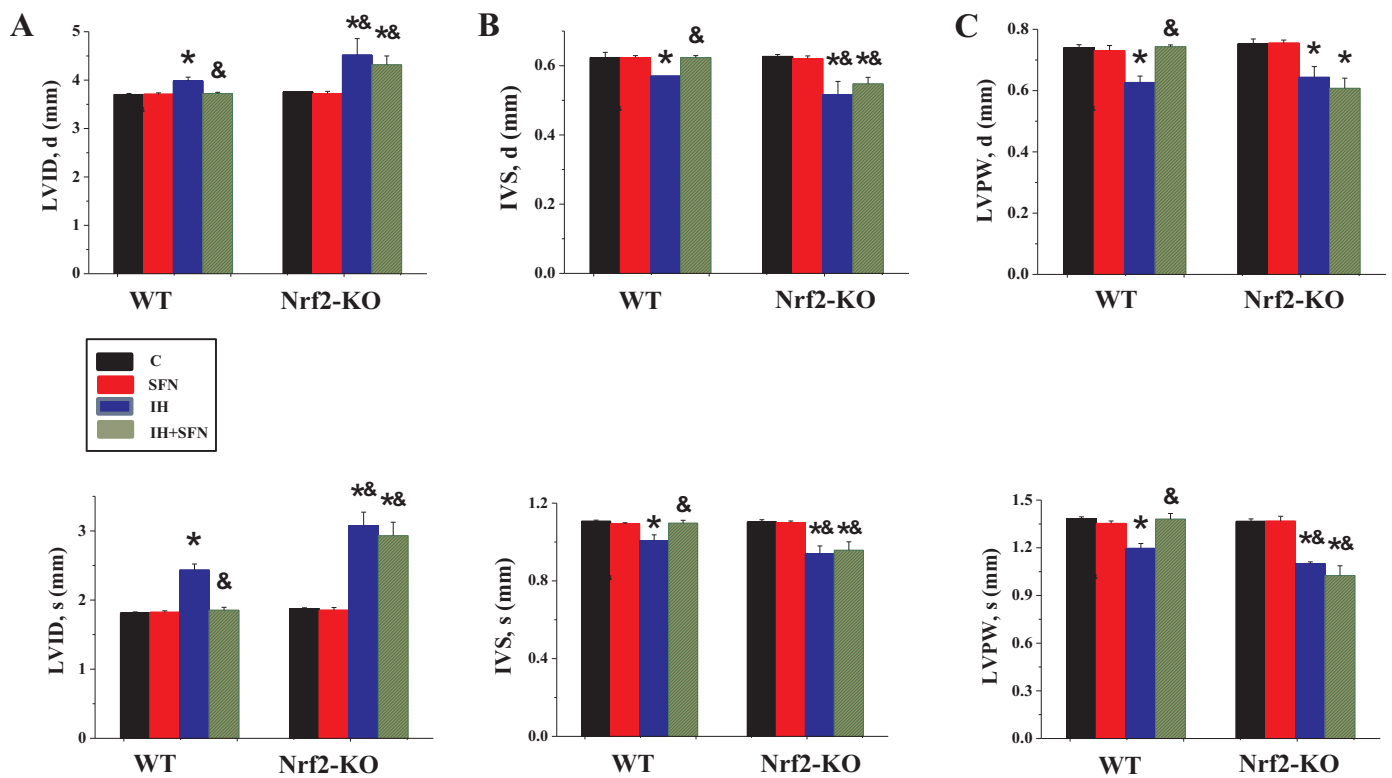 A
LVID, d (mm)
5
4
3
2
1
0
*
&
*&
*&
WT
Nrf2-KO
B
IVS, d (mm)
0.6
0.4
0.2
0.0
*
&
*&
*&
WT
Nrf2-KO
C
LVPW, d (mm)
0.8
0.6
0.4
0.2
0.0
*
&
*
*
WT
Nrf2-KO
C
SFN
IH
IH+SFN
LVID, s (mm)
3
2
1
0
*
&
*&
*&
WT
Nrf2-KO
IVS, s (mm)
1.2
0.9
0.6
0.3
0.0
*
&
*&
*&
WT
Nrf2-KO
LVPW, s (mm)
1.5
1.2
0.9
0.6
0.3
0.0
*
&
*&
*&
WT
Nrf2-KO